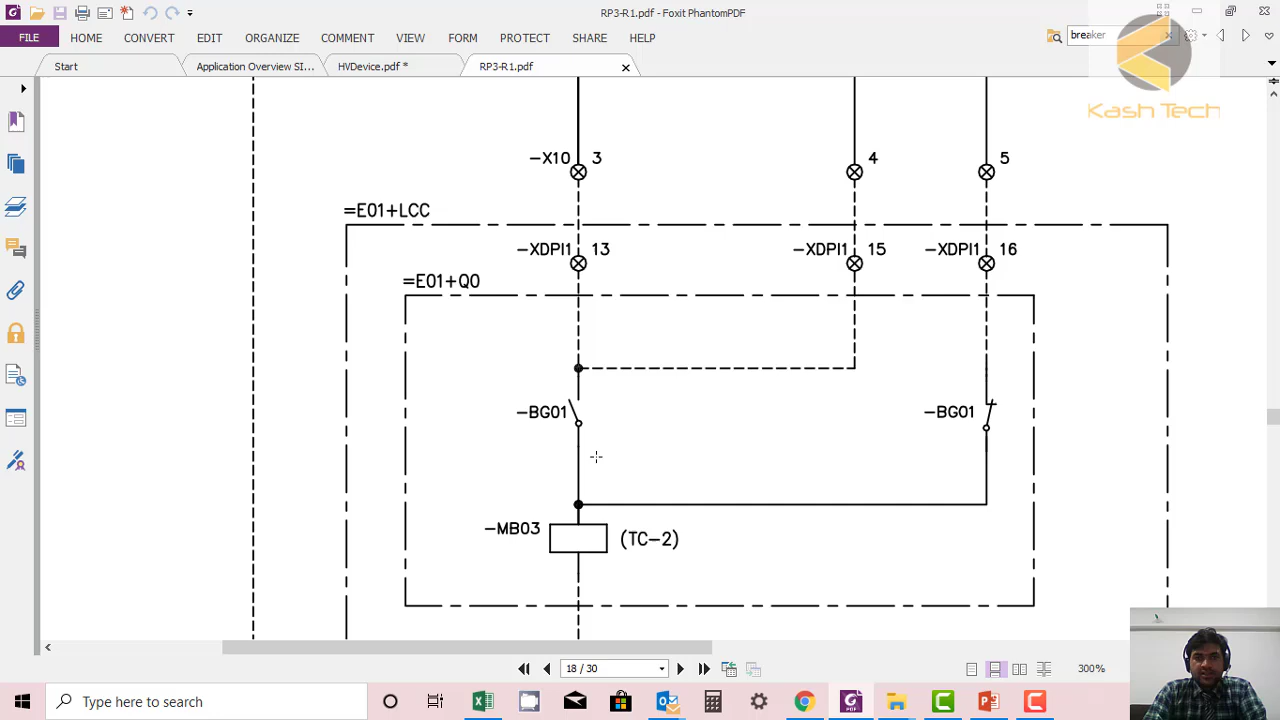 RP3-R1.pdf - Foxit PhantomPDF
FILE HOME CONVERT EDIT ORGANIZE COMMENT VIEW FORM PROTECT SHARE HELP
breaker
Start Application Overview SI... HVDevice.pdf * RP3-R1.pdf
Kash Tech
-X10 3 4 5
=E01+LCC
-XDPI1 13 -XDPI1 15 -XDPI1 16
=E01+Q0
-BG01 -BG01
-MB03 (TC-2)
18 / 30
300%
Type here to search